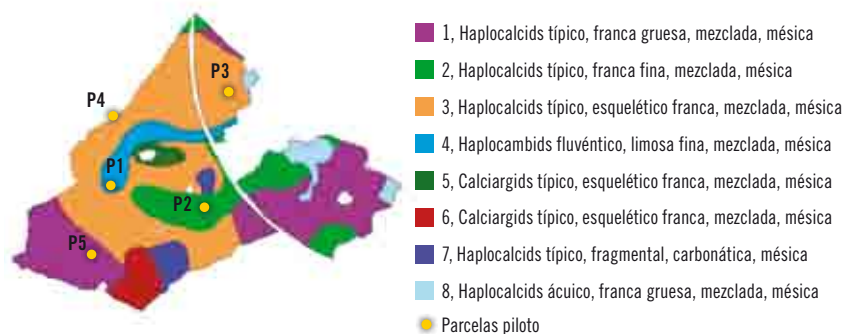 P3
P4
P1
P2
P5
1, Haplocalcids típico, franca gruesa, mezclada, mésica
2, Haplocalcids típico, franca fina, mezclada, mésica
3, Haplocalcids típico, esquelético franca, mezclada, mésica
4, Haplocambids fluvéntico, limosa fina, mezclada, mésica
5, Calciargids típico, esquelético franca, mezclada, mésica
6, Calciargids típico, esquelético franca, mezclada, mésica
7, Haplocalcids típico, fragmental, carbonática, mésica
8, Haplocalcids ácuico, franca gruesa, mezclada, mésica
Parcelas piloto